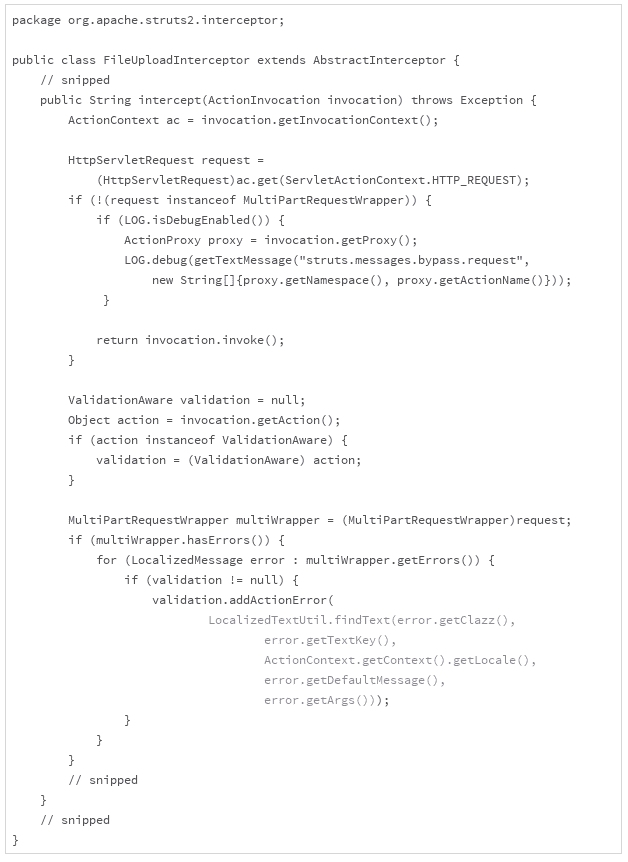 package org.apache.struts2.interceptor;
public class FileUploadInterceptor extends AbstractInterceptor {
// snipped
public String intercept(ActionInvocation invocation) throws Exception {
ActionContext ac = invocation.getInvocationContext();
HttpServletRequest request =
(HttpServletRequest)ac.get(ServletActionContext.HTTP_REQUEST);
if (!(request instanceof MultiPartRequestWrapper)) {
if (LOG.isDebugEnabled()) {
ActionProxy proxy = invocation.getProxy();
LOG.debug(getTextMessage("struts.messages.bypass.request",
new String[]{proxy.getNamespace(), proxy.getActionName()}));
}
return invocation.invoke();
}
ValidationAware validation = null;
Object action = invocation.getAction();
if (action instanceof ValidationAware) {
validation = (ValidationAware) action;
}
MultiPartRequestWrapper multiWrapper = (MultiPartRequestWrapper)request;
if (multiWrapper.hasErrors()) {
for (LocalizedMessage error : multiWrapper.getErrors()) {
if (validation != null) {
validation.addActionError(
LocalizedTextUtil.findText(error.getClazz(),
error.getTextKey(),
ActionContext.getContext().getLocale(),
error.getDefaultMessage(),
error.getArgs()));
}
}
}
// snipped
}
// snipped
}